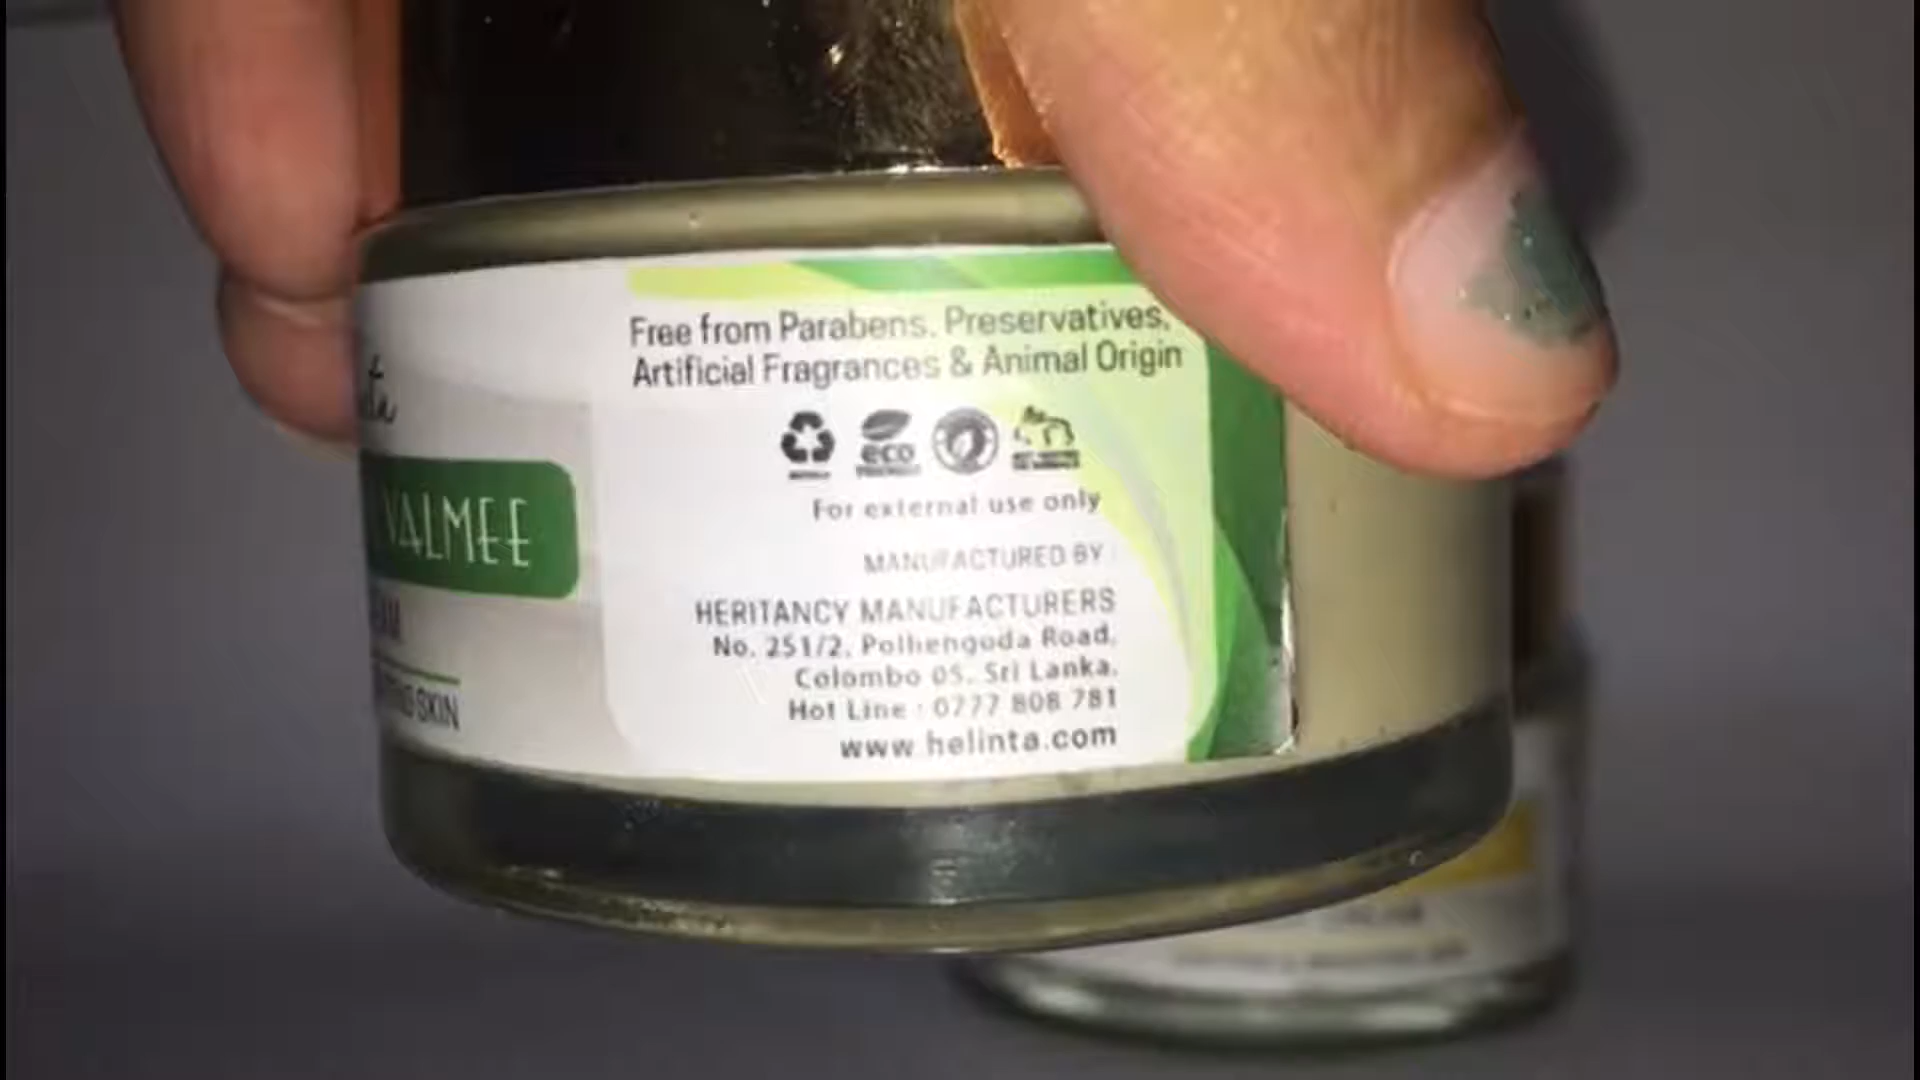 VALMEE
SKIN
Free from Parabens, Preservatives,
Artificial Fragrances & Animal Origin
eco
For external use only
MANUFACTURED BY :
HERITANCY MANUFACTURERS
No. 251/2, Polhengoda Road,
Colombo 05, Sri Lanka.
Hot Line : 0777 808 781
www.helinta.com